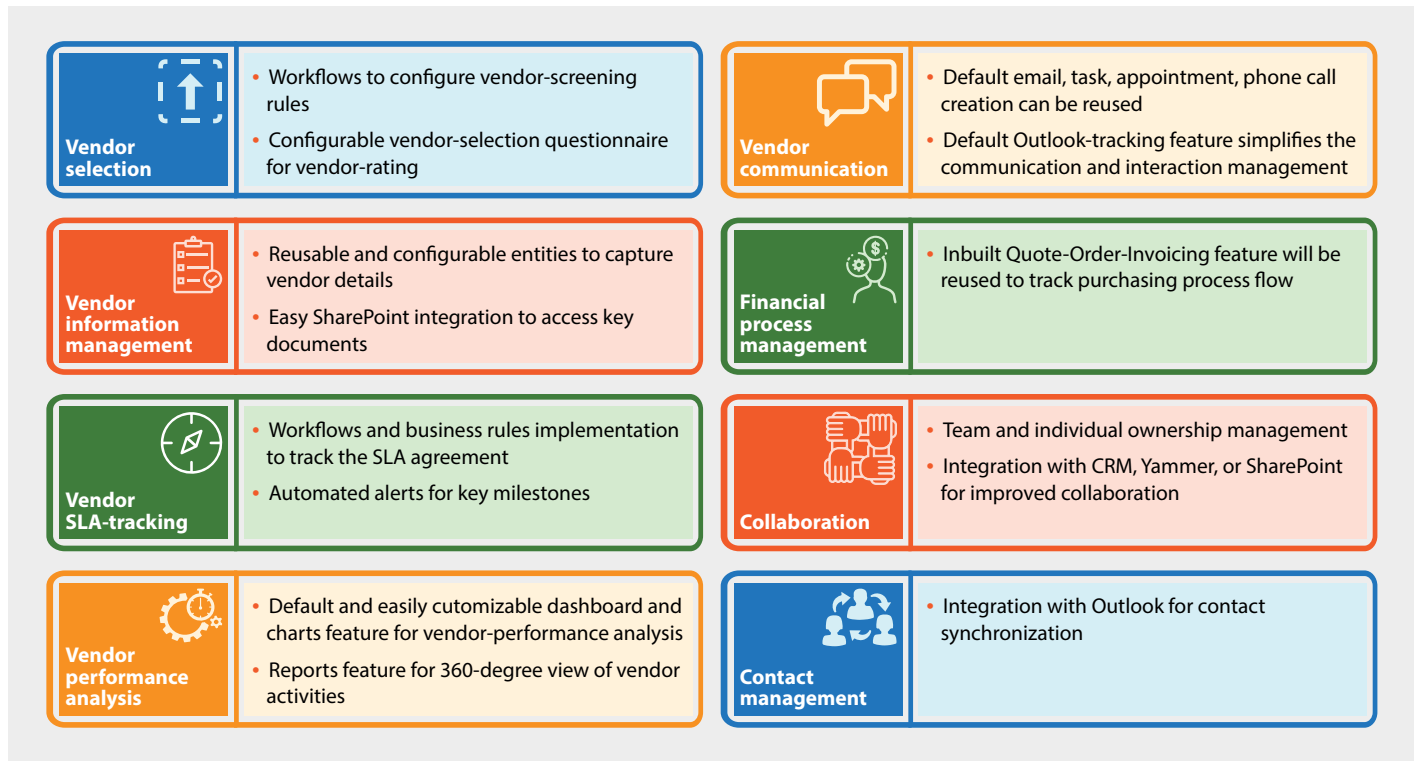 Vendor
selection
• Workflows to configure vendor-screening
rules
• Configurable vendor-selection questionnaire
for vendor-rating
Vendor
communication
• Default email, task, appointment, phone call
creation can be reused
• Default Outlook-tracking feature simplifies the
communication and interaction management
Vendor
information
management
• Reusable and configurable entities to capture
vendor details
• Easy SharePoint integration to access key
documents
$
Financial
process
management
• Inbuilt Quote-Order-Invoicing feature will be
reused to track purchasing process flow
Vendor
SLA-tracking
• Workflows and business rules implementation
to track the SLA agreement
• Automated alerts for key milestones
Collaboration
• Team and individual ownership management
• Integration with CRM, Yammer, or SharePoint
for improved collaboration
Vendor
performance
analysis
• Default and easily cutomizable dashboard and
charts feature for vendor-performance analysis
• Reports feature for 360-degree view of vendor
activities
Contact
management
• Integration with Outlook for contact
synchronization